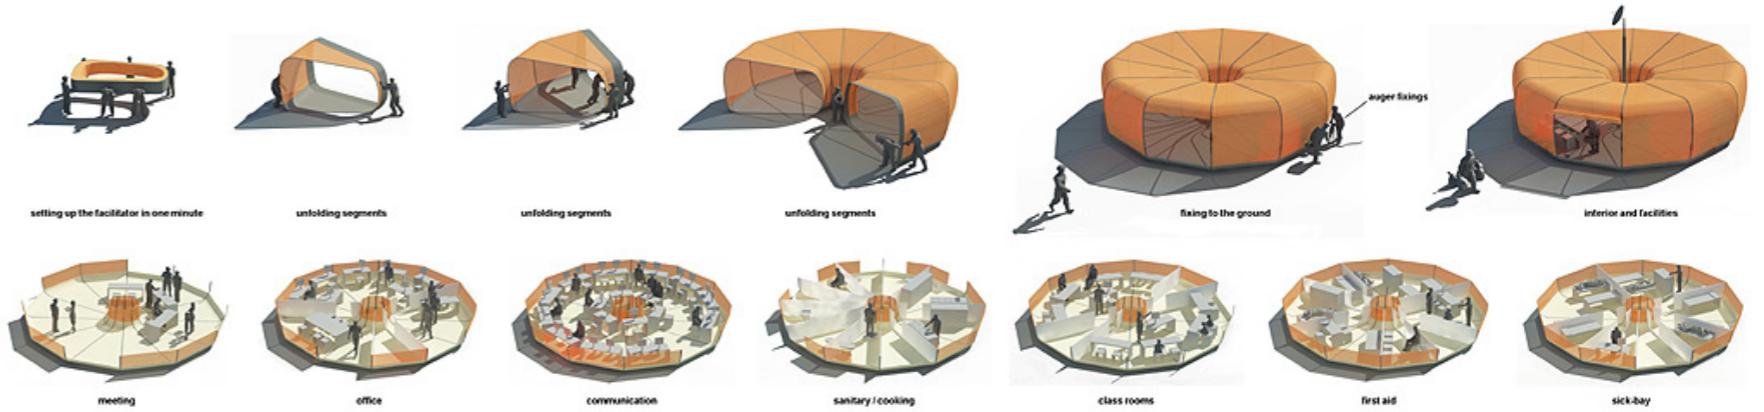 auger fixings
setting up the facilitator in one minute
unfolding segments
unfolding segments
unfolding segments
fixing to the ground
interior and facilities
meeting
office
communication
sanitary / cooking
class rooms
first aid
sick-bay